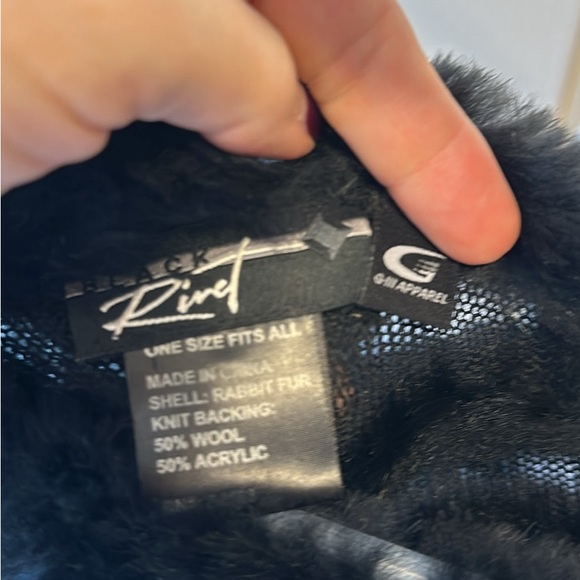 BLACK
Rivet
G-III APPAREL
ONE SIZE FITS ALL
MADE IN CHINA
SHELL: RABBIT FUR
KNIT BACKING:
50% WOOL
50% ACRYLIC